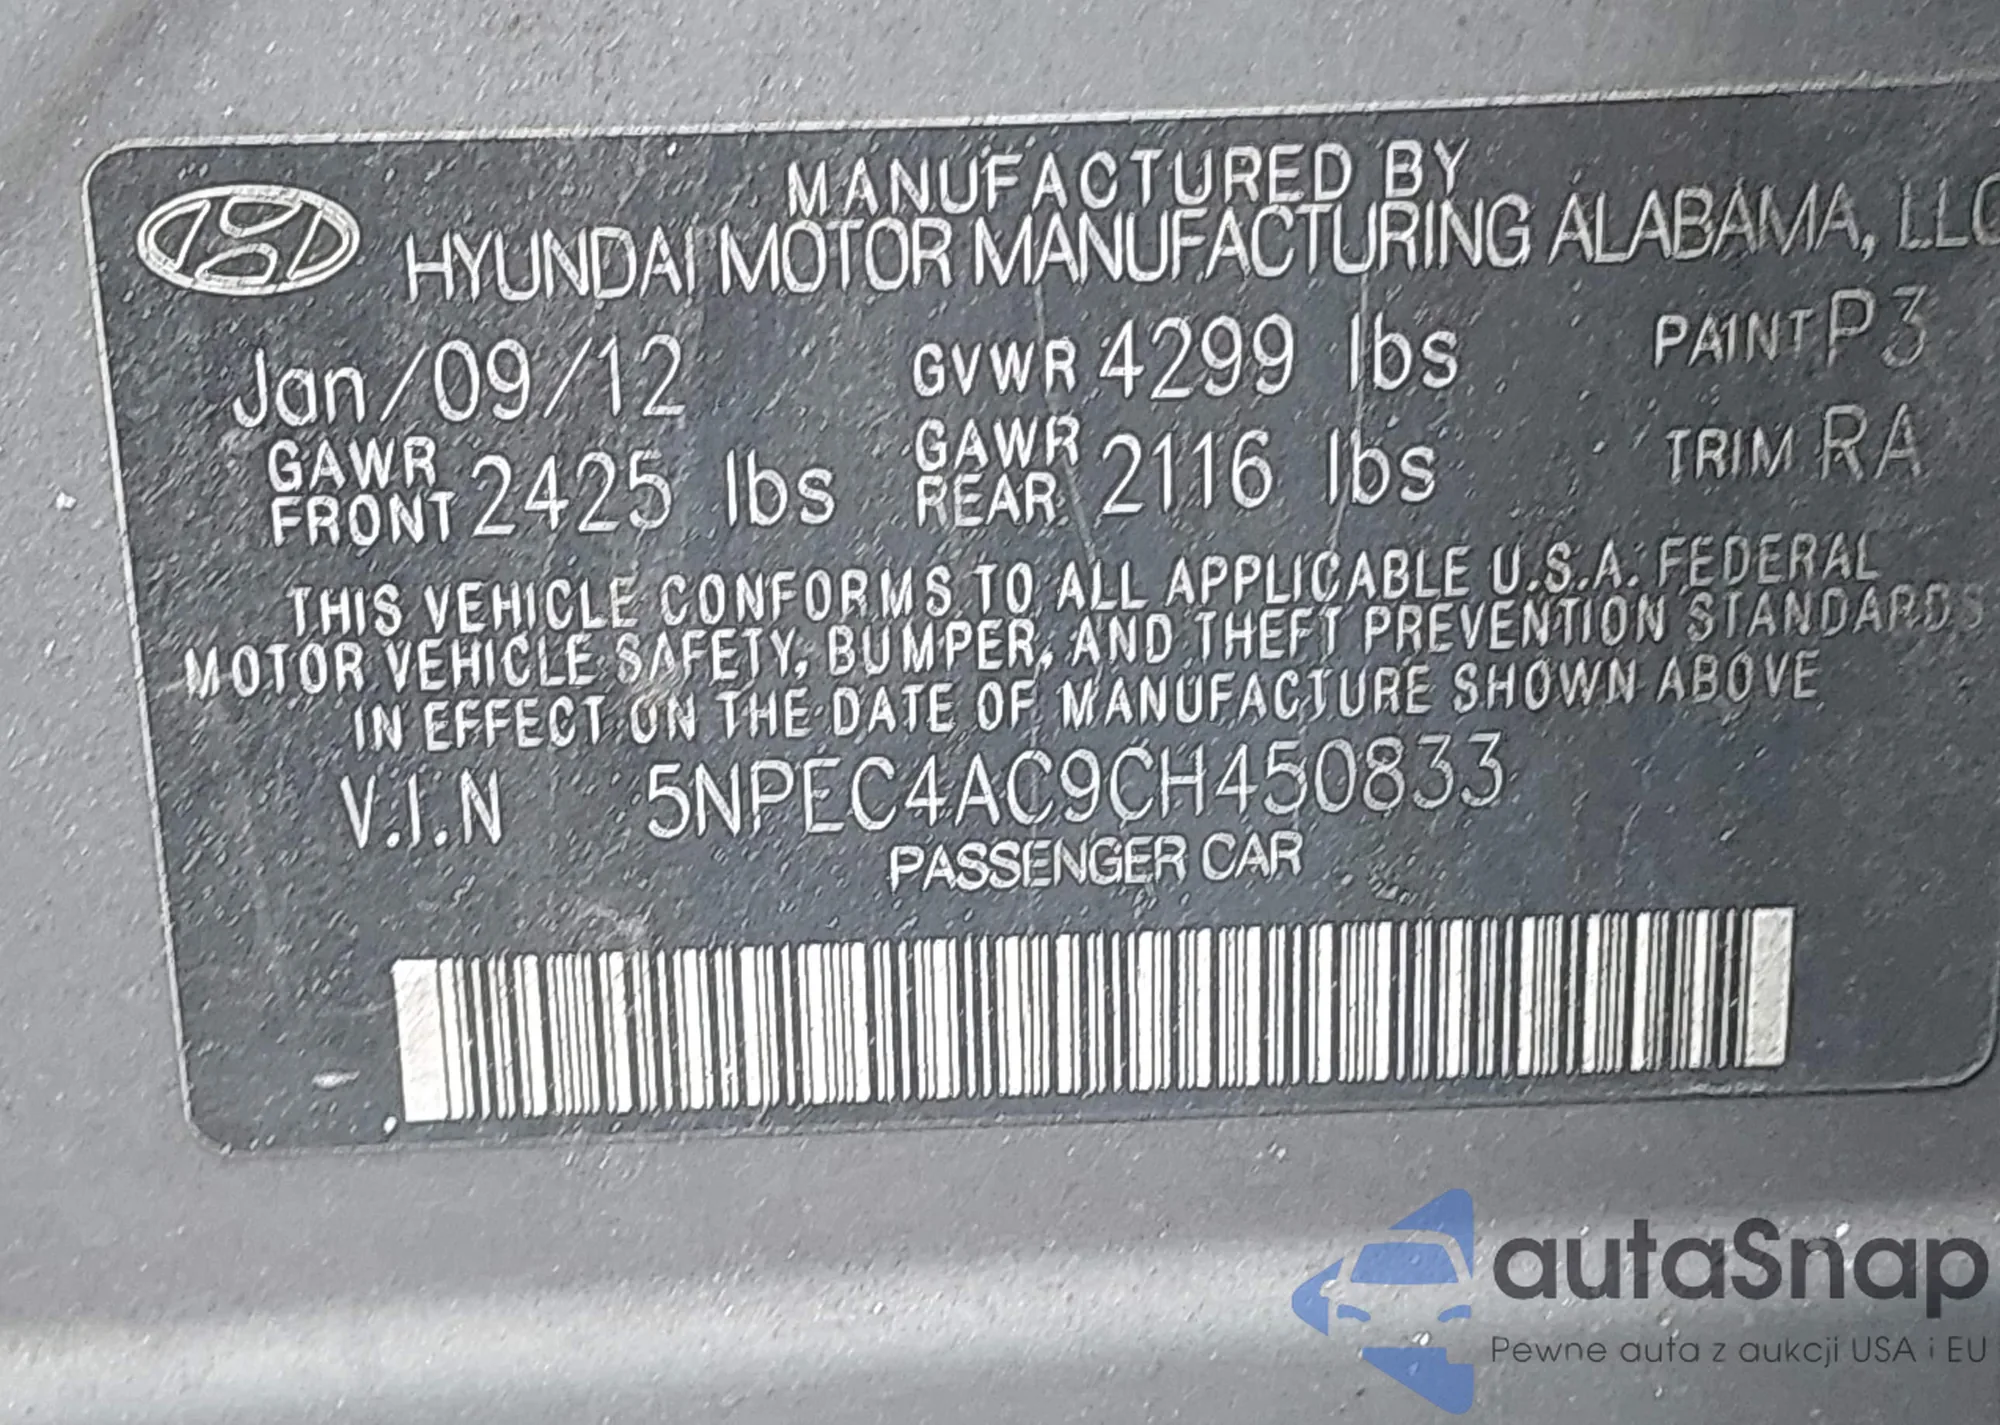 MANUFACTURED BY
HYUNDAI MOTOR MANUFACTURING ALABAMA, LLC
Jan/09/12 GVWR 4299 lbs PAINT P3
GAWR FRONT 2425 lbs GAWR REAR 2116 lbs TRIM RA
THIS VEHICLE CONFORMS TO ALL APPLICABLE U.S.A. FEDERAL
MOTOR VEHICLE SAFETY, BUMPER, AND THEFT PREVENTION STANDARDS
IN EFFECT ON THE DATE OF MANUFACTURE SHOWN ABOVE
V.I.N 5NPEC4AC9CH450833
PASSENGER CAR
autaSnap
Pewne auta z aukcji USA i EU